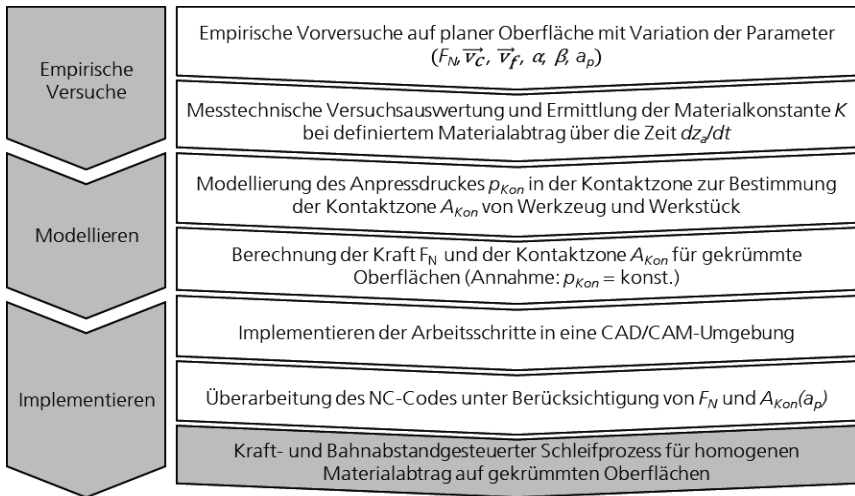 Empirische
Versuche
Empirische Vorversuche auf planer Oberfläche mit Variation der Parameter
(F_N, v_c, v_f, α, β, a_p)
Messtechnische Versuchsauswertung und Ermittlung der Materialkonstante K
bei definiertem Materialabtrag über die Zeit dz_a/dt
Modellieren
Modellierung des Anpressdruckes p_Kon in der Kontaktzone zur Bestimmung
der Kontaktzone A_Kon von Werkzeug und Werkstück
Berechnung der Kraft F_N und der Kontaktzone A_Kon für gekrümmte
Oberflächen (Annahme: p_Kon = konst.)
Implementieren
Implementieren der Arbeitsschritte in eine CAD/CAM-Umgebung
Überarbeitung des NC-Codes unter Berücksichtigung von F_N und A_Kon(a_p)
Kraft- und Bahnabstandgesteuerter Schleifprozess für homogenen
Materialabtrag auf gekrümmten Oberflächen